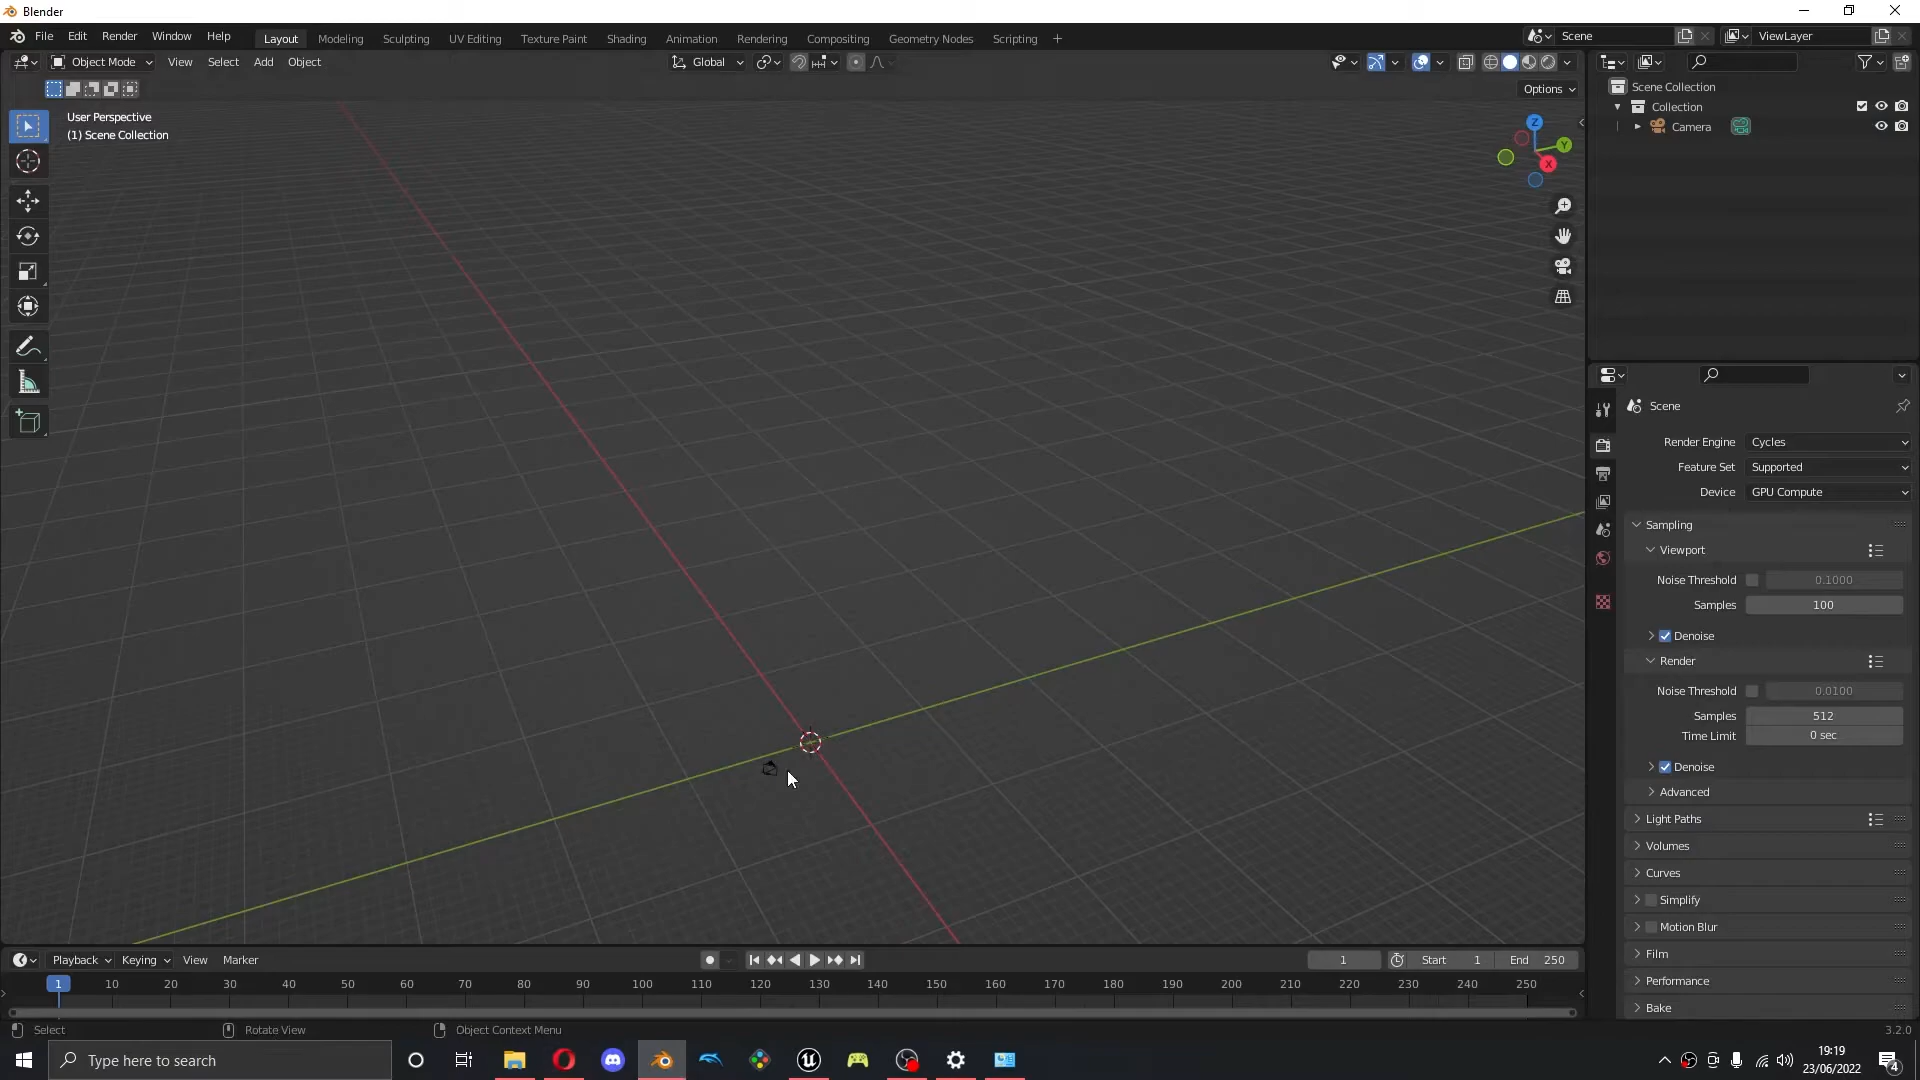 Blender
File Edit Render Window Help Layout Modeling Sculpting UV Editing Texture Paint Shading Animation Rendering Compositing Geometry Nodes Scripting + Scene ViewLayer
Object Mode View Select Add Object Global
Options
User Perspective
(1) Scene Collection
Z
Y
X
Scene Collection
Collection
Camera
Scene
Render Engine Cycles
Feature Set Supported
Device GPU Compute
Sampling
Viewport
Noise Threshold 0.1000
Samples 100
Denoise
Render
Noise Threshold 0.0100
Samples 512
Time Limit 0 sec
Denoise
Advanced
Light Paths
Volumes
Curves
Simplify
Motion Blur
Film
Performance
Bake
Playback Keying View Marker 1 Start 1 End 250
1 10 20 30 40 50 60 70 80 90 100 110 120 130 140 150 160 170 180 190 200 210 220 230 240 250
Select Rotate View Object Context Menu 3.2.0
Type here to search
19:19
23/06/2022
4